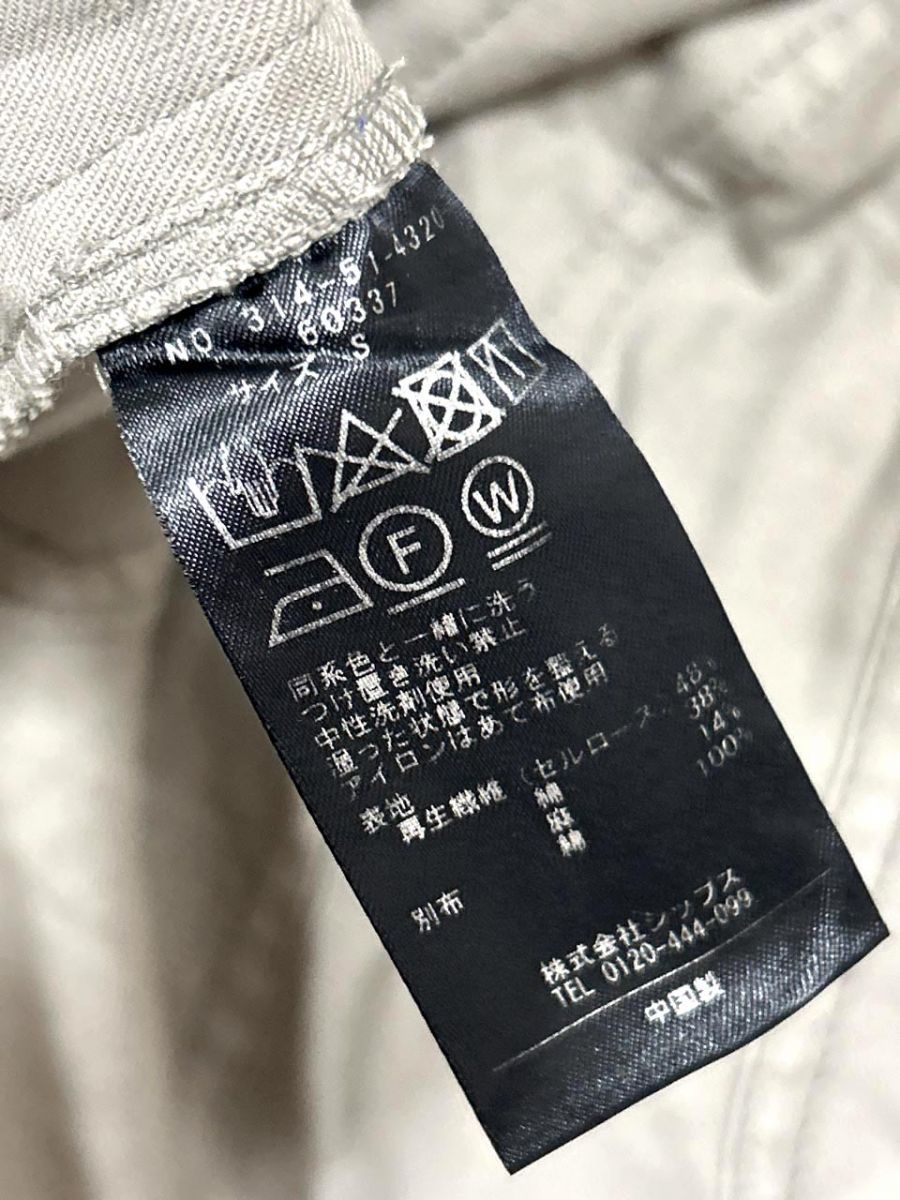 NO 314-51-4320
60337
サイズ S
F W
同系色と一緒に洗う
つけ置き洗い禁止
中性洗剤使用
湿った状態で形を整える
アイロンはあて布使用
表地
再生繊維(セルロース) 48%
綿 38%
麻 14%
別布 綿 100%
株式会社シップス
TEL 0120-444-099
中国製